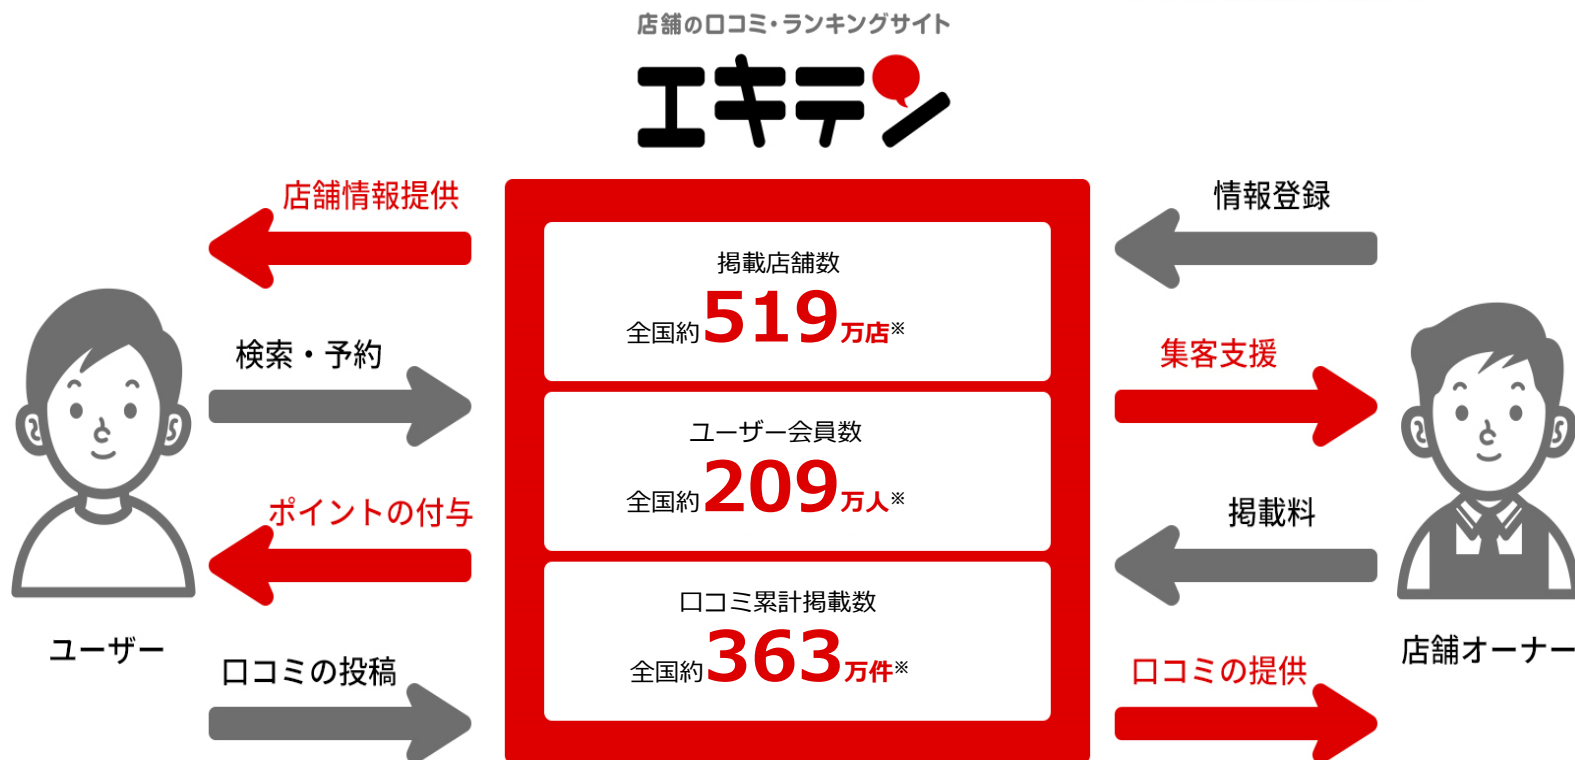 店舗の口コミ・ランキングサイト
エキテン
店舗情報提供
検索・予約
ポイントの付与
口コミの投稿
ユーザー
掲載店舗数
全国約519万店※
ユーザー会員数
全国約209万人※
口コミ累計掲載数
全国約363万件※
情報登録
集客支援
掲載料
口コミの提供
店舗オーナー